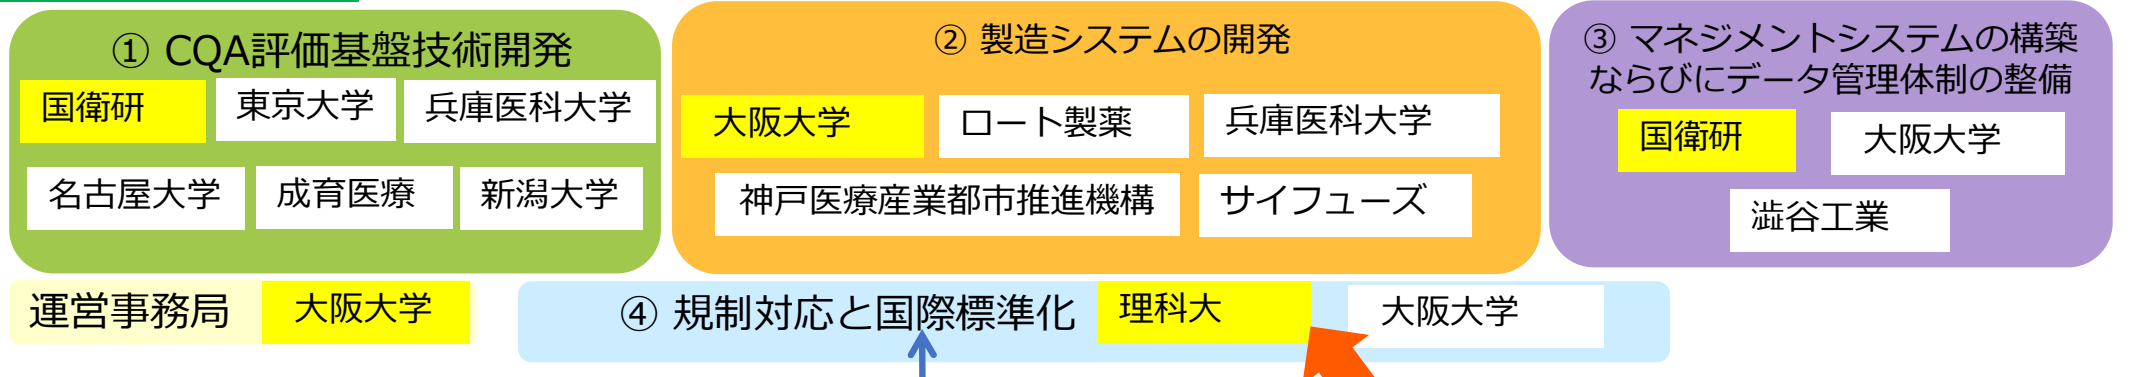 ① CQA評価基盤技術開発
国衛研
東京大学
兵庫医科大学
名古屋大学
成育医療
新潟大学
② 製造システムの開発
大阪大学
ロート製薬
兵庫医科大学
神戸医療産業都市推進機構
サイフューズ
③ マネジメントシステムの構築
ならびにデータ管理体制の整備
国衛研
大阪大学
澁谷工業
運営事務局
大阪大学
④ 規制対応と国際標準化
理科大
大阪大学